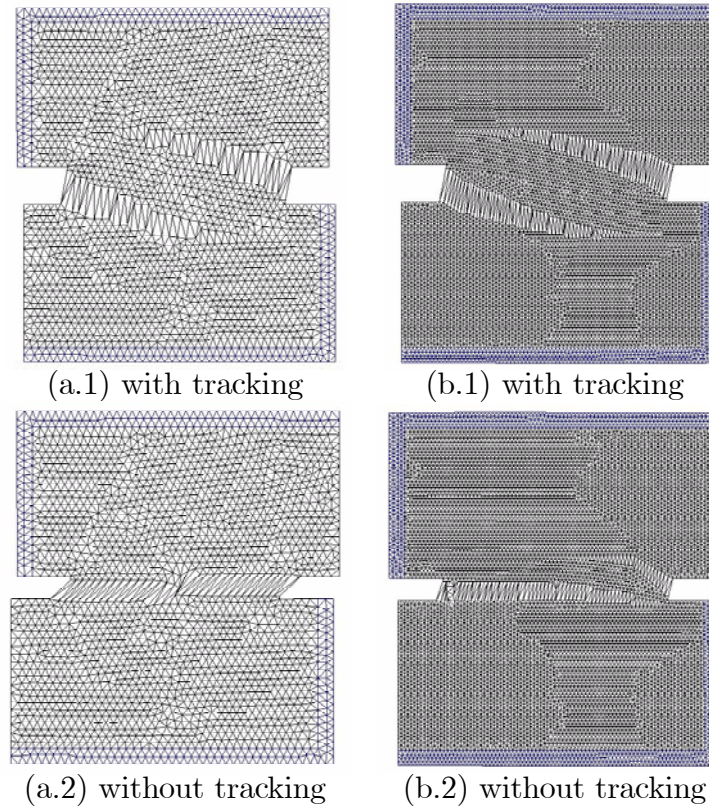 (a.1) with tracking
(b.1) with tracking
(a.2) without tracking
(b.2) without tracking